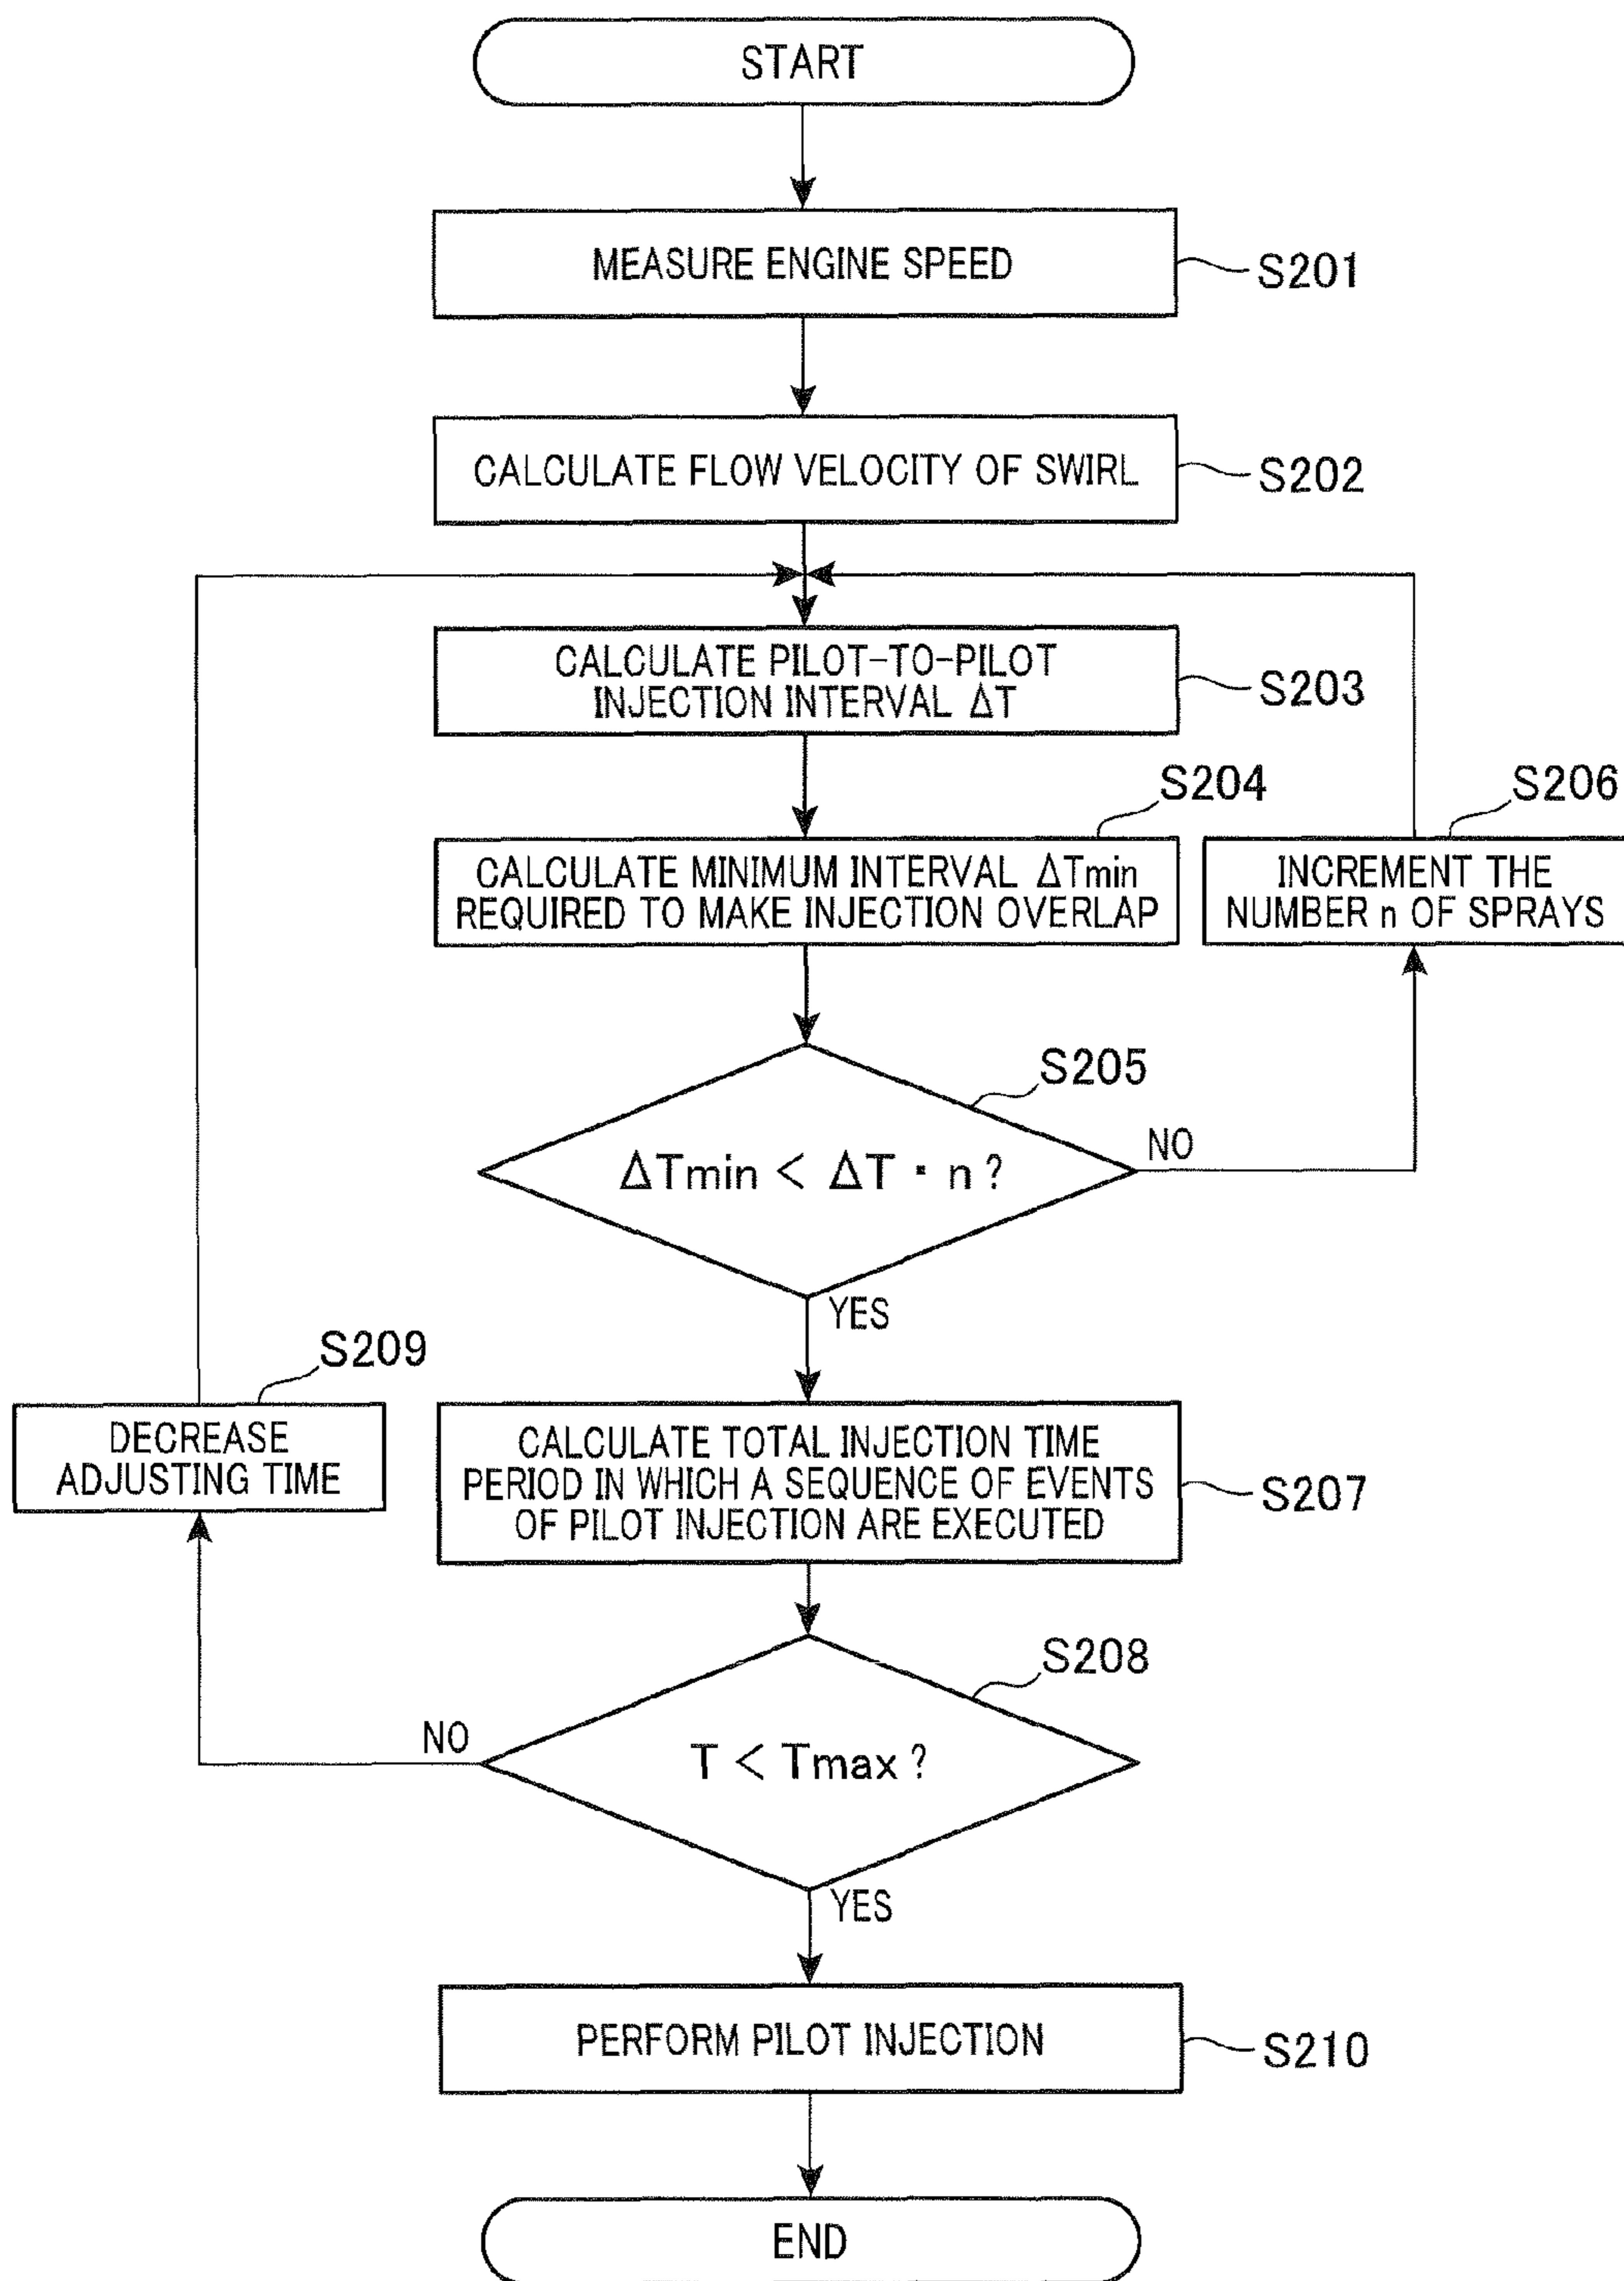 START
MEASURE ENGINE SPEED
S201
CALCULATE FLOW VELOCITY OF SWIRL
S202
CALCULATE PILOT-TO-PILOT
INJECTION INTERVAL ΔT
S203
S204
CALCULATE MINIMUM INTERVAL ΔTmin
REQUIRED TO MAKE INJECTION OVERLAP
S206
INCREMENT THE
NUMBER n OF SPRAYS
S205
ΔTmin < ΔT · n ?
NO
YES
S209
DECREASE
ADJUSTING TIME
CALCULATE TOTAL INJECTION TIME
PERIOD IN WHICH A SEQUENCE OF EVENTS
OF PILOT INJECTION ARE EXECUTED
S207
S208
T < Tmax ?
NO
YES
PERFORM PILOT INJECTION
S210
END